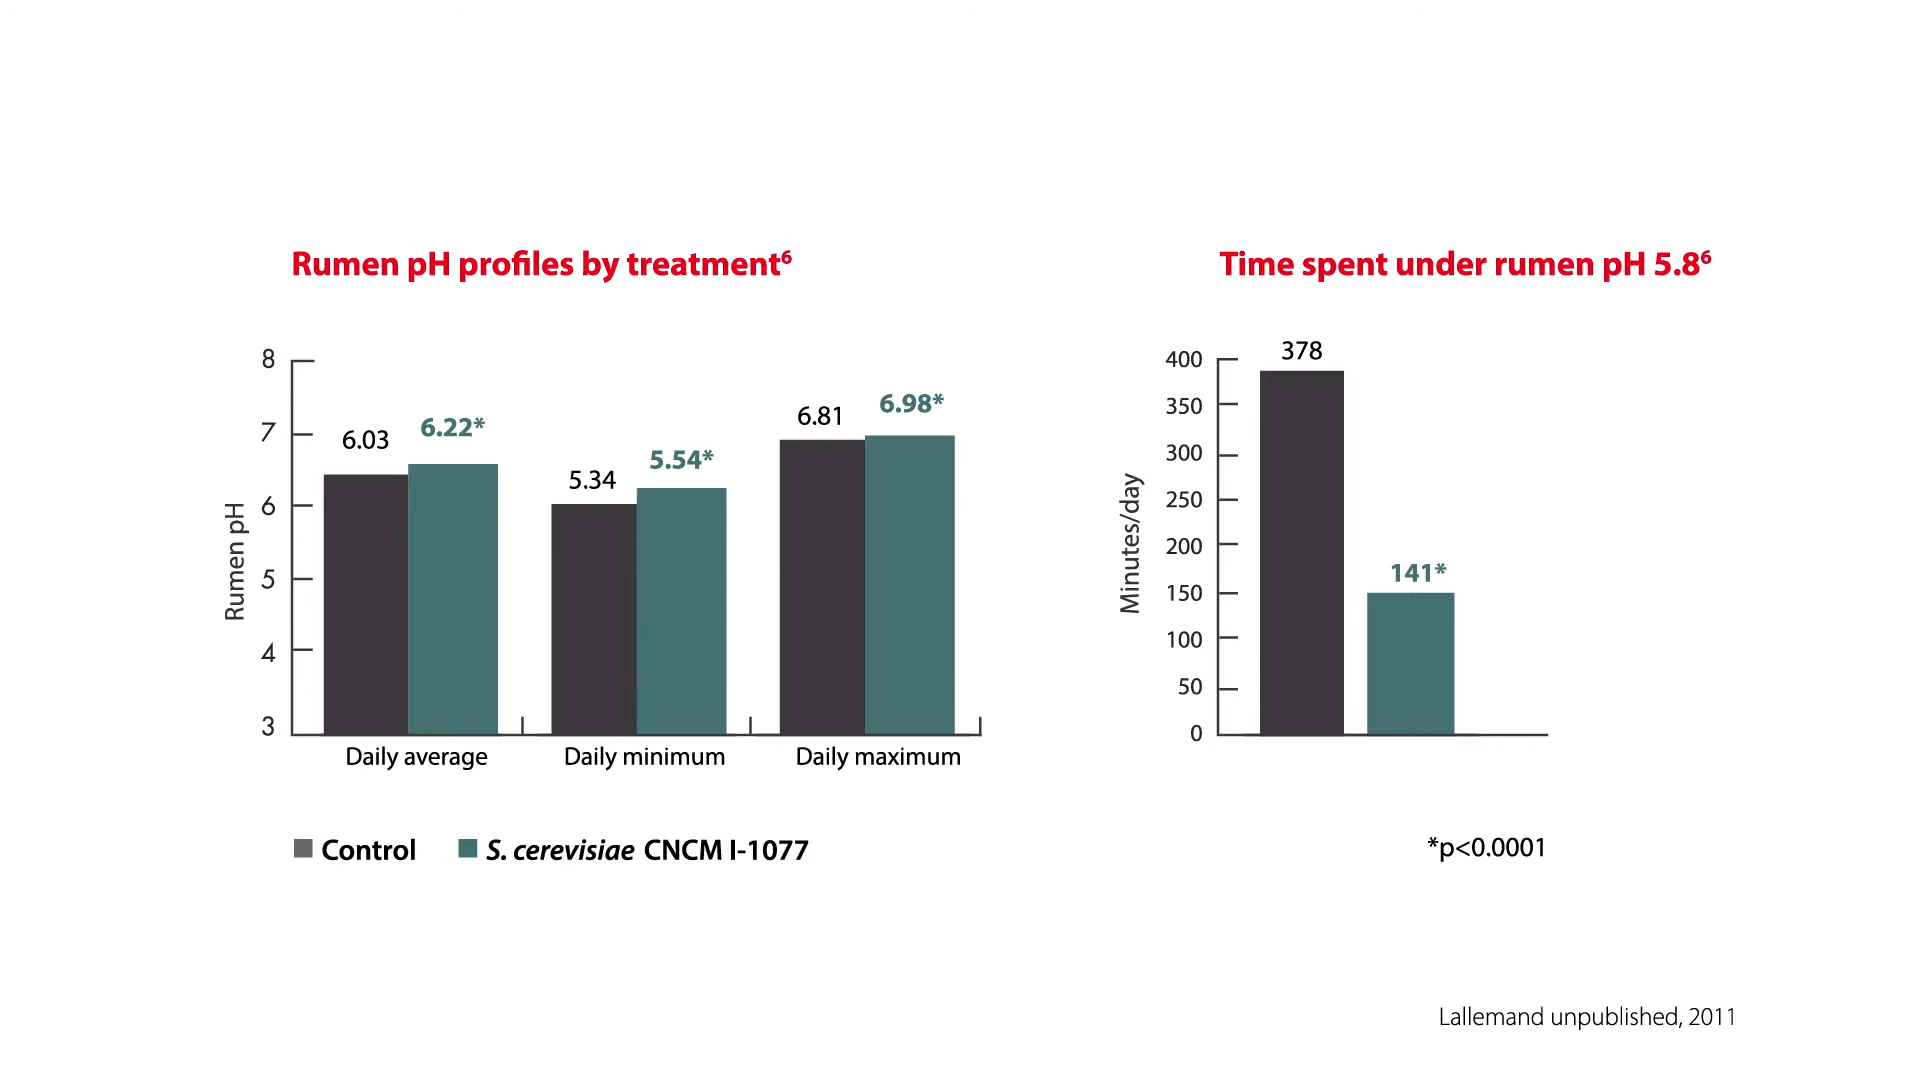 Rumen pH profiles by treatment⁶
8
7
6
5
4
3
Rumen pH
6.03
6.22*
5.34
5.54*
6.81
6.98*
Daily average
Daily minimum
Daily maximum
Control
S. cerevisiae CNCM I-1077
Time spent under rumen pH 5.8⁶
400
350
300
250
200
150
100
50
0
Minutes/day
378
141*
*p<0.0001
Lallemand unpublished, 2011